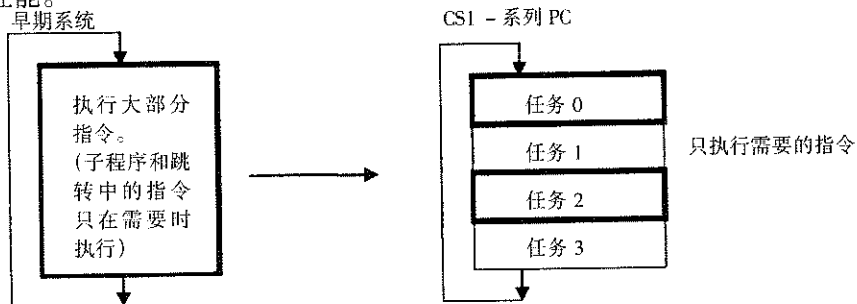 早期系统
CS1 - 系列 PC
执行大部分
指令。
(子程序和跳
转中的指令
只在需要时
执行)
任务 0
任务 1
任务 2
任务 3
只执行需要的指令